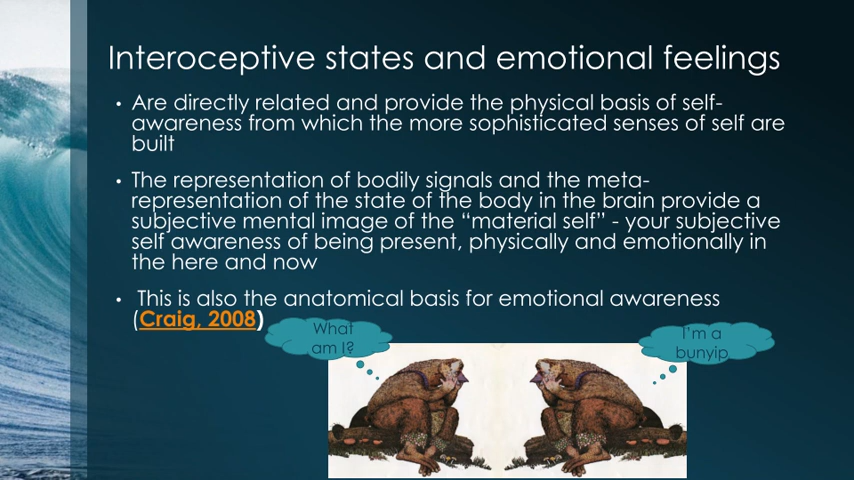 Interoceptive states and emotional feelings
• Are directly related and provide the physical basis of self-
awareness from which the more sophisticated senses of self are
built
• The representation of bodily signals and the meta-
representation of the state of the body in the brain provide a
subjective mental image of the “material self” - your subjective
self awareness of being present, physically and emotionally in
the here and now
• This is also the anatomical basis for emotional awareness
(Craig, 2008)
What
am I?
I’m a
bunyip